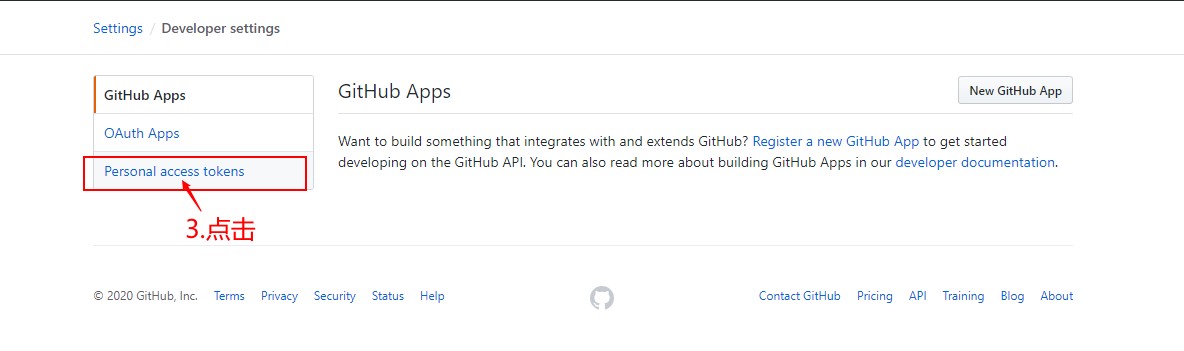 Settings / Developer settings
GitHub Apps
OAuth Apps
Personal access tokens
3.点击
GitHub Apps
New GitHub App
Want to build something that integrates with and extends GitHub? Register a new GitHub App to get started
developing on the GitHub API. You can also read more about building GitHub Apps in our developer documentation.
© 2020 GitHub, Inc. Terms Privacy Security Status Help
Contact GitHub Pricing API Training Blog About